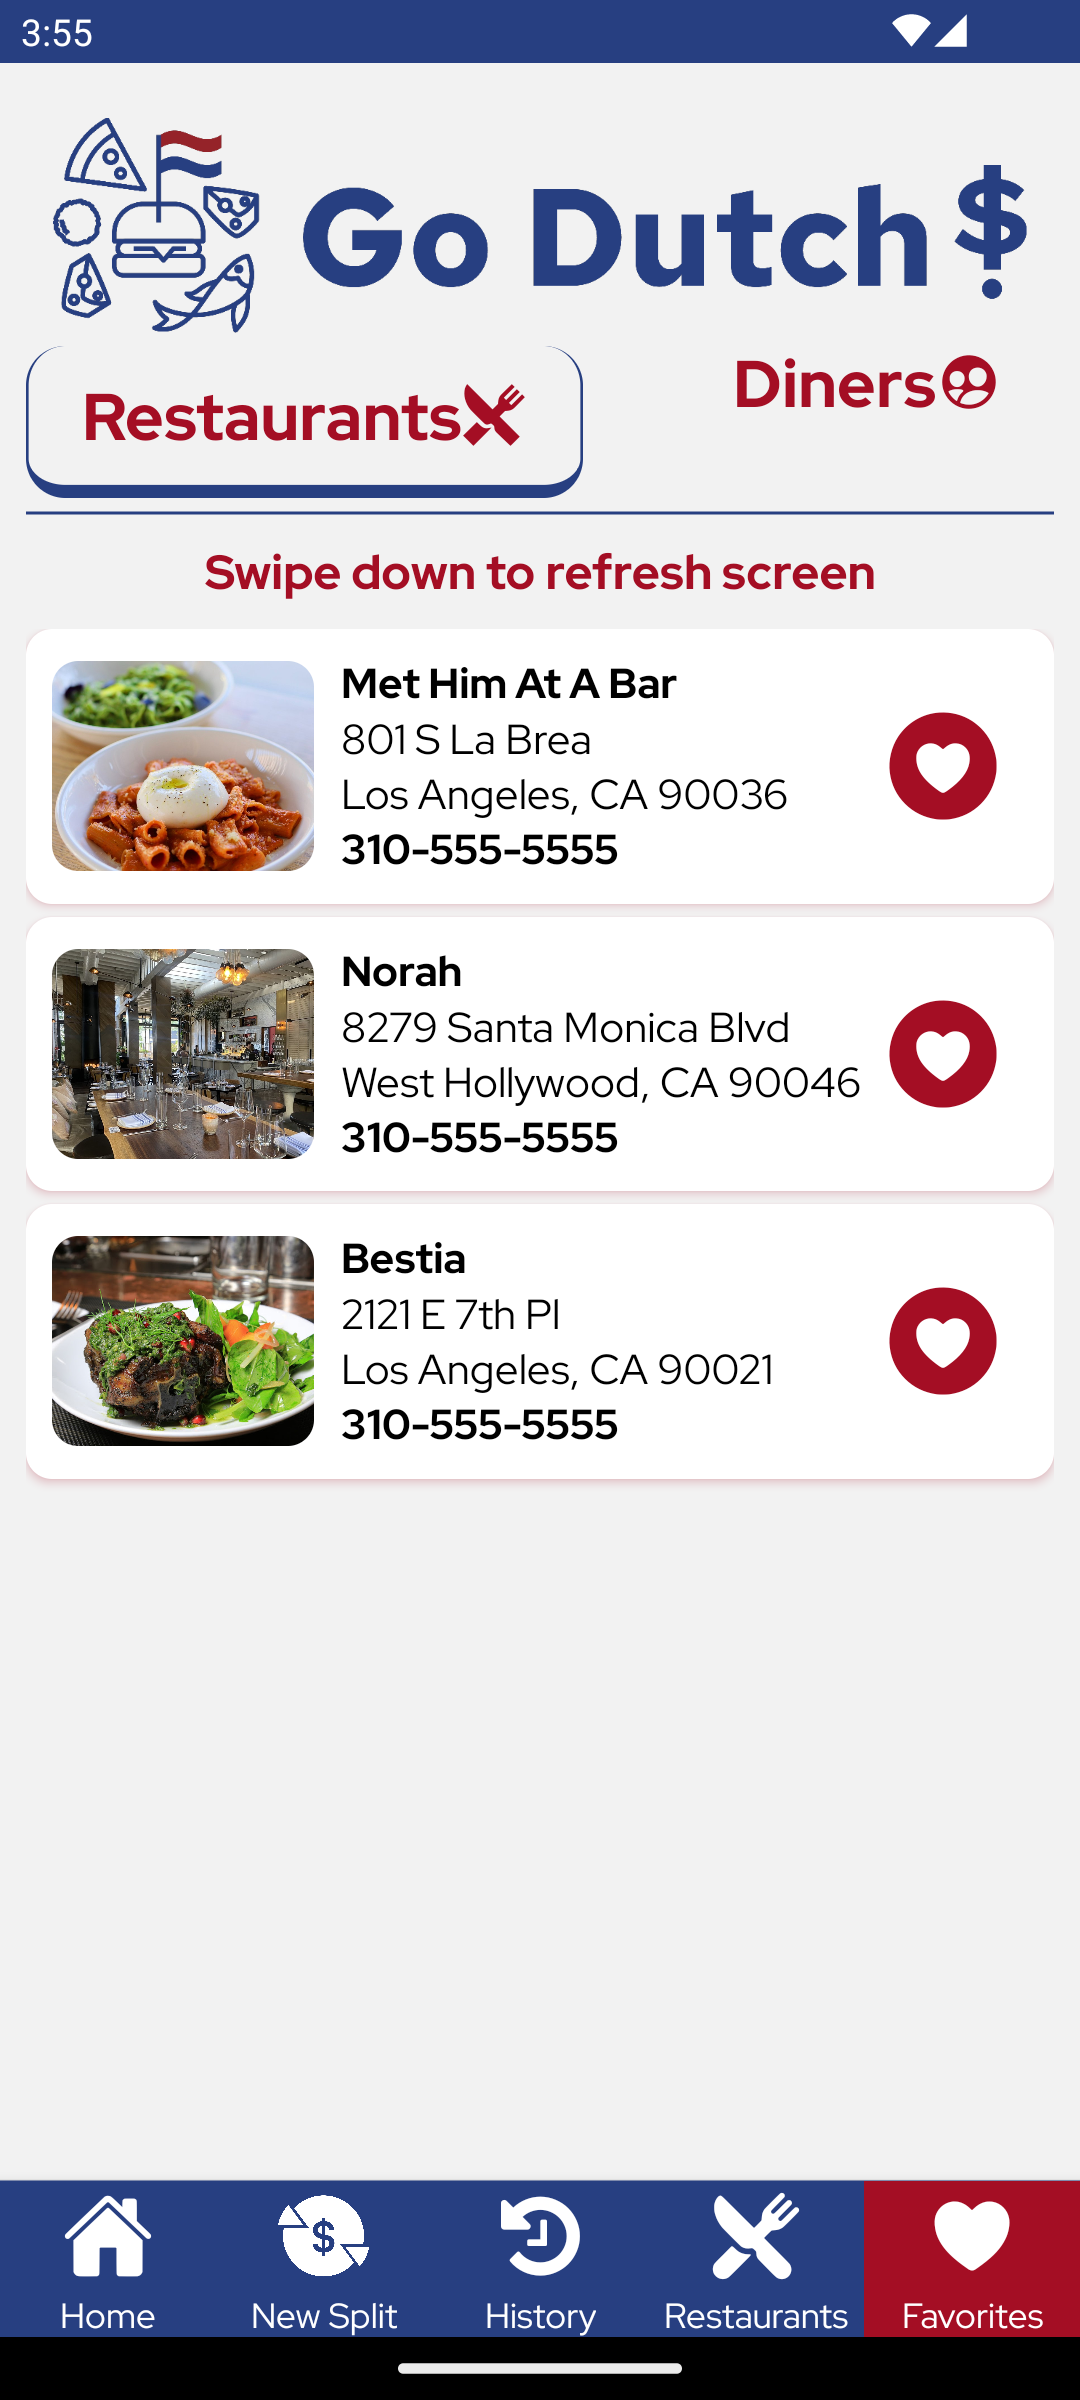 3:55
Go Dutch $
Restaurants
Diners
Swipe down to refresh screen
Met Him At A Bar
801 S La Brea
Los Angeles, CA 90036
310-555-5555
Norah
8279 Santa Monica Blvd
West Hollywood, CA 90046
310-555-5555
Bestia
2121 E 7th Pl
Los Angeles, CA 90021
310-555-5555
$
Home
New Split
History
Restaurants
Favorites